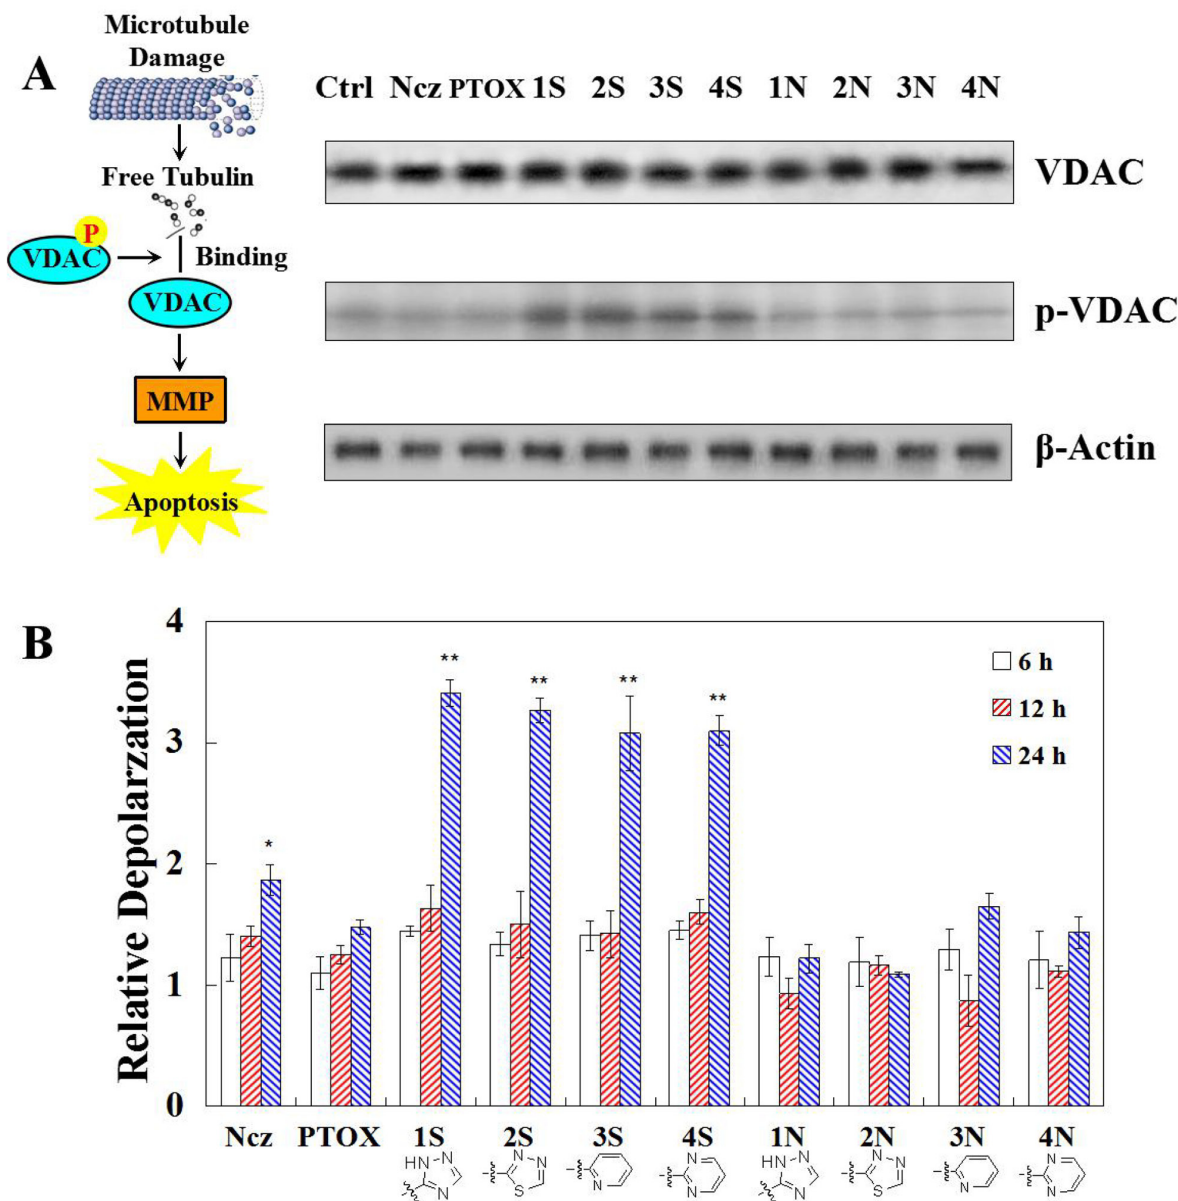 A
Microtubule
Damage
Free Tubulin
P
VDAC
Binding
VDAC
MMP
Apoptosis
Ctrl Ncz PTOX 1S 2S 3S 4S 1N 2N 3N 4N
VDAC
p-VDAC
β-Actin
B
Relative Depolarzation
4
3
2
1
0
6 h
12 h
24 h
*
**
**
**
**
Ncz PTOX 1S 2S 3S 4S 1N 2N 3N 4N
HN N N
N N S
N
N N
HN N N
N N S
N
N N